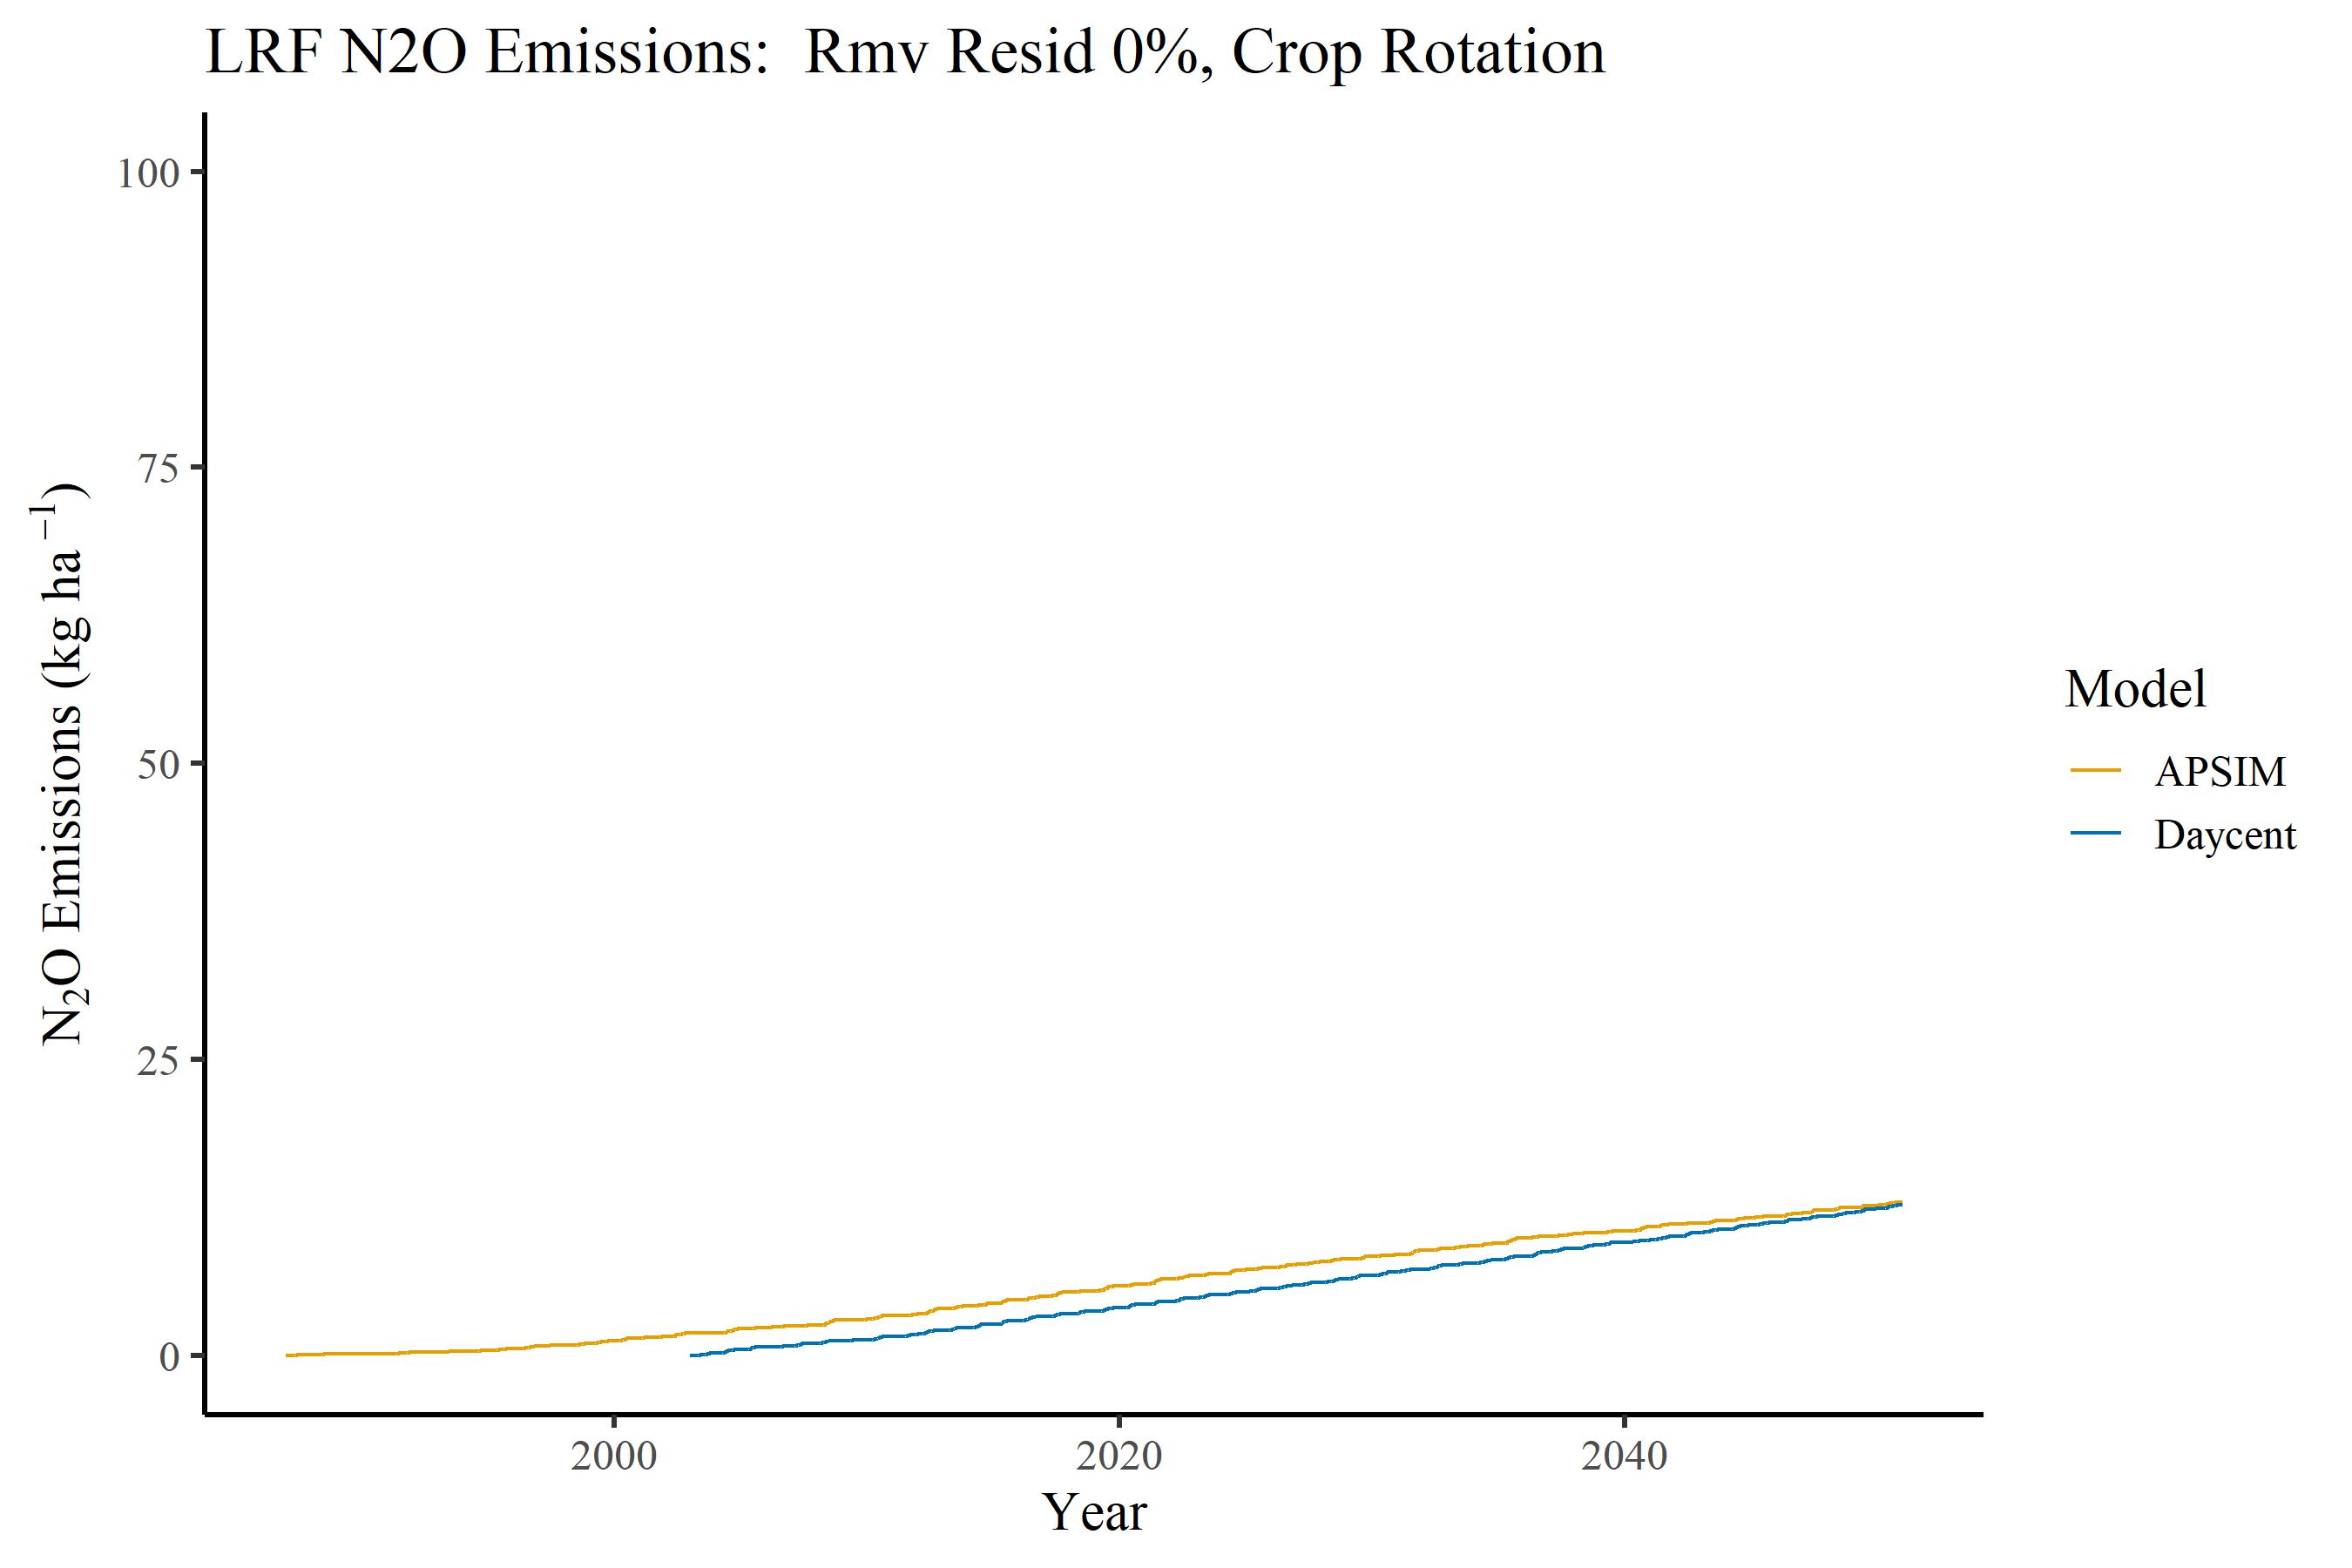 LRF N2O Emissions:  Rmv Resid 0%, Crop Rotation
N₂O Emissions (kg ha⁻¹)
100
75
50
25
0
2000 2020 2040
Year
Model
APSIM
Daycent